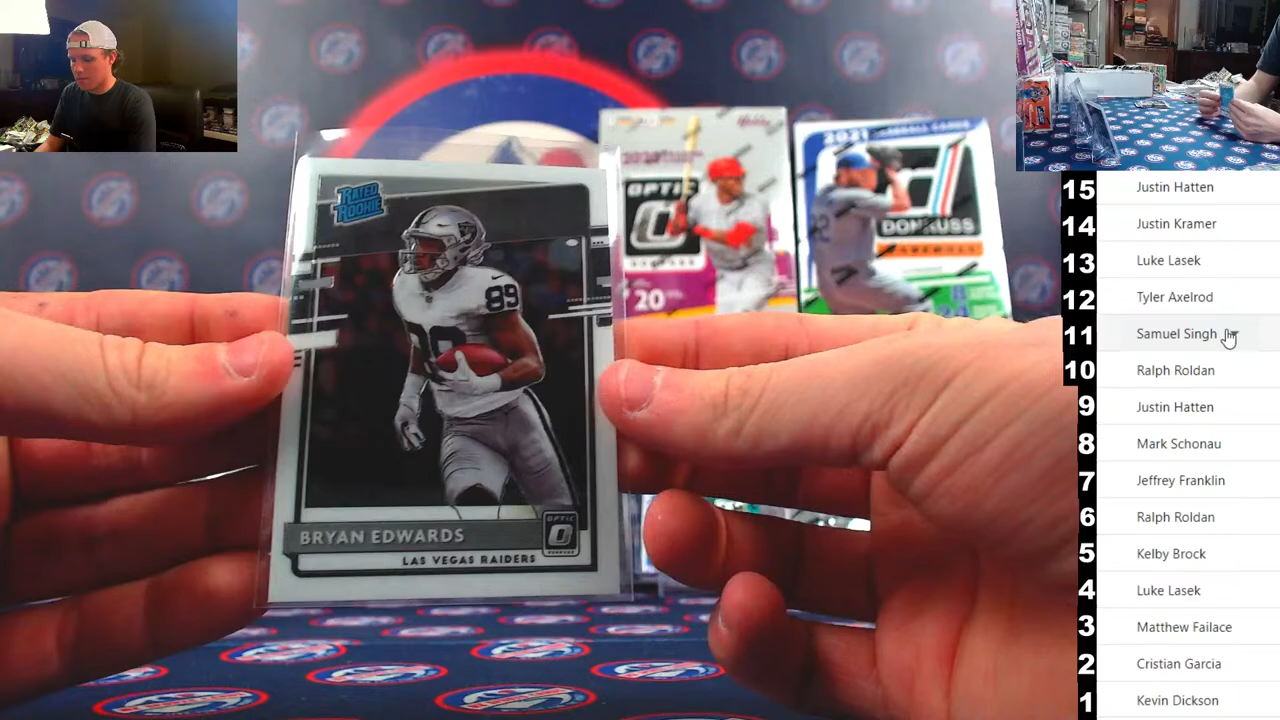 RATED
ROOKIE
89
BRYAN EDWARDS
LAS VEGAS RAIDERS
OPTIC
DONRUSS
OPTIC
20
2021
DONRUSS
BASEBALL
15 Justin Hatten
14 Justin Kramer
13 Luke Lasek
12 Tyler Axelrod
11 Samuel Singh
10 Ralph Roldan
9 Justin Hatten
8 Mark Schonau
7 Jeffrey Franklin
6 Ralph Roldan
5 Kelby Brock
4 Luke Lasek
3 Matthew Failace
2 Cristian Garcia
1 Kevin Dickson